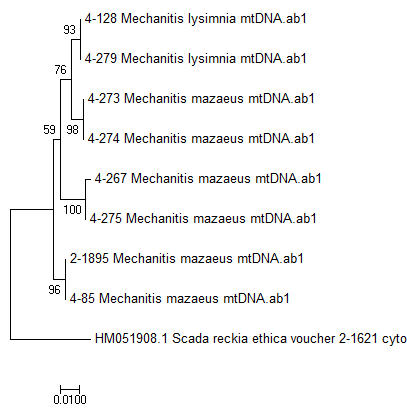 93
4-128 Mechanitis lysimnia mtDNA.ab1
4-279 Mechanitis lysimnia mtDNA.ab1
76
4-273 Mechanitis mazaeus mtDNA.ab1
98
4-274 Mechanitis mazaeus mtDNA.ab1
59
4-267 Mechanitis mazaeus mtDNA.ab1
100
4-275 Mechanitis mazaeus mtDNA.ab1
2-1895 Mechanitis mazaeus mtDNA.ab1
96
4-85 Mechanitis mazaeus mtDNA.ab1
HM051908.1 Scada reckia ethica voucher 2-1621 cyto
0.0100